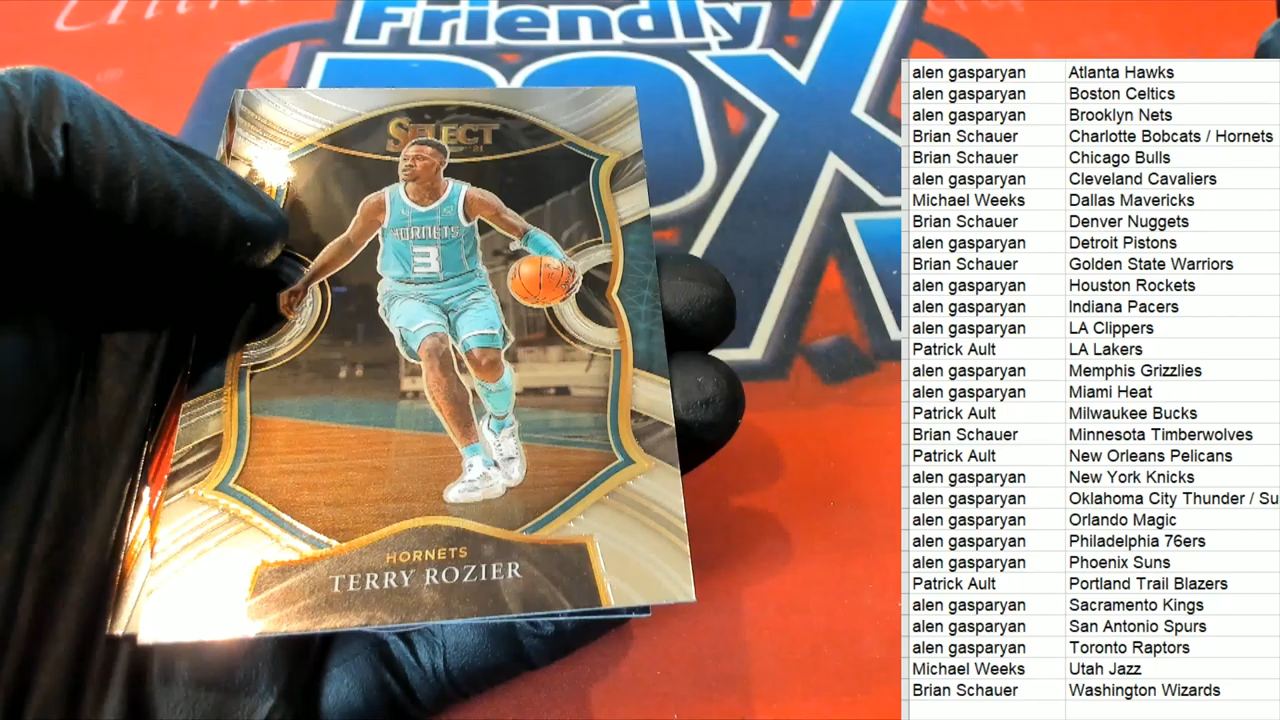 Friendly
BOX
SELECT
HORNETS
3
HORNETS
TERRY ROZIER
alen gasparyan Atlanta Hawks
alen gasparyan Boston Celtics
alen gasparyan Brooklyn Nets
Brian Schauer Charlotte Bobcats / Hornets
Brian Schauer Chicago Bulls
alen gasparyan Cleveland Cavaliers
Michael Weeks Dallas Mavericks
Brian Schauer Denver Nuggets
alen gasparyan Detroit Pistons
Brian Schauer Golden State Warriors
alen gasparyan Houston Rockets
alen gasparyan Indiana Pacers
alen gasparyan LA Clippers
Patrick Ault LA Lakers
alen gasparyan Memphis Grizzlies
alen gasparyan Miami Heat
Patrick Ault Milwaukee Bucks
Brian Schauer Minnesota Timberwolves
Patrick Ault New Orleans Pelicans
alen gasparyan New York Knicks
alen gasparyan Oklahoma City Thunder / Su
alen gasparyan Orlando Magic
alen gasparyan Philadelphia 76ers
alen gasparyan Phoenix Suns
Patrick Ault Portland Trail Blazers
alen gasparyan Sacramento Kings
alen gasparyan San Antonio Spurs
alen gasparyan Toronto Raptors
Michael Weeks Utah Jazz
Brian Schauer Washington Wizards